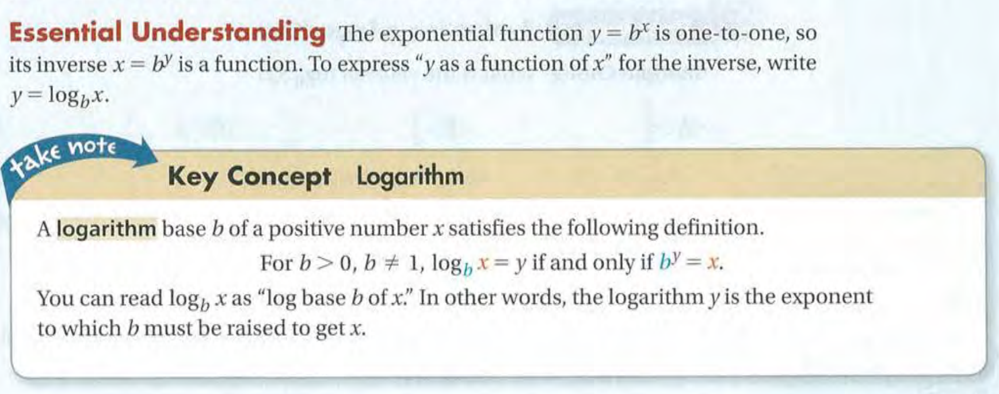 Essential Understanding The exponential function y = bˣ is one-to-one, so
its inverse x = bʸ is a function. To express “y as a function of x” for the inverse, write
y = log_b x.
take note
Key Concept Logarithm
A logarithm base b of a positive number x satisfies the following definition.
For b > 0, b ≠ 1, log_b x = y if and only if bʸ = x.
You can read log_b x as “log base b of x.” In other words, the logarithm y is the exponent
to which b must be raised to get x.